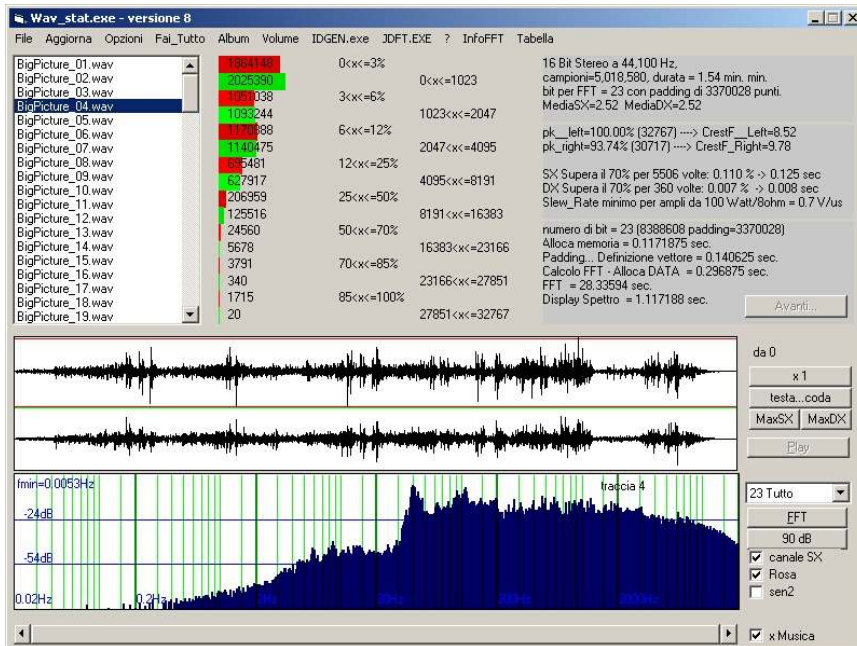 Wav_stat.exe - versione 8
File Aggiorna Opzioni Fai_Tutto Album Volume IDGEN.exe JDFT.EXE ? InfoFFT Tabella
BigPicture_01.wav
BigPicture_02.wav
BigPicture_03.wav
BigPicture_04.wav
BigPicture_05.wav
BigPicture_06.wav
BigPicture_07.wav
BigPicture_08.wav
BigPicture_09.wav
BigPicture_10.wav
BigPicture_11.wav
BigPicture_12.wav
BigPicture_13.wav
BigPicture_14.wav
BigPicture_15.wav
BigPicture_16.wav
BigPicture_17.wav
BigPicture_18.wav
BigPicture_19.wav
1864148 0<x<=3%
2025390 0<x<=1023
1051038 3<x<=6%
1093244 1023<x<=2047
1170888 6<x<=12%
1140475 2047<x<=4095
695481 12<x<=25%
627917 4095<x<=8191
206959 25<x<=50%
125516 8191<x<=16383
24560 50<x<=70%
5678 16383<x<=23166
3791 70<x<=85%
340 23166<x<=27851
1715 85<x<=100%
20 27851<x<=32767
16 Bit Stereo a 44,100 Hz,
campioni=5,018,580, durata = 1.54 min. min.
bit per FFT = 23 con padding di 3370028 punti.
MediaSX=2.52 MediaDX=2.52
pk__left=100.00% (32767) ----> CrestF__Left=8.52
pk_right=93.74% (30717) ----> CrestF_Right=9.78
SX Supera il 70% per 5506 volte: 0.110 % -> 0.125 sec
DX Supera il 70% per 360 volte: 0.007 % -> 0.008 sec
Slew_Rate minimo per ampli da 100 Watt/8ohm = 0.7 V/us
numero di bit = 23 (8388608 padding=3370028)
Alloca memoria = 0.1171875 sec.
Padding... Definizione vettore = 0.140625 sec.
Calcolo FFT - Alloca DATA = 0.296875 sec.
FFT = 28.33594 sec.
Display Spettro = 1.117188 sec.
Avanti...
da 0
x 1
testa...coda
MaxSX MaxDX
Play
fmin=0.0053Hz
traccia 4
-24dB
-54dB
0.02Hz 0.2Hz 2Hz 20Hz 200Hz 2000Hz
23 Tutto
FFT
90 dB
canale SX
Rosa
sen2
x Musica